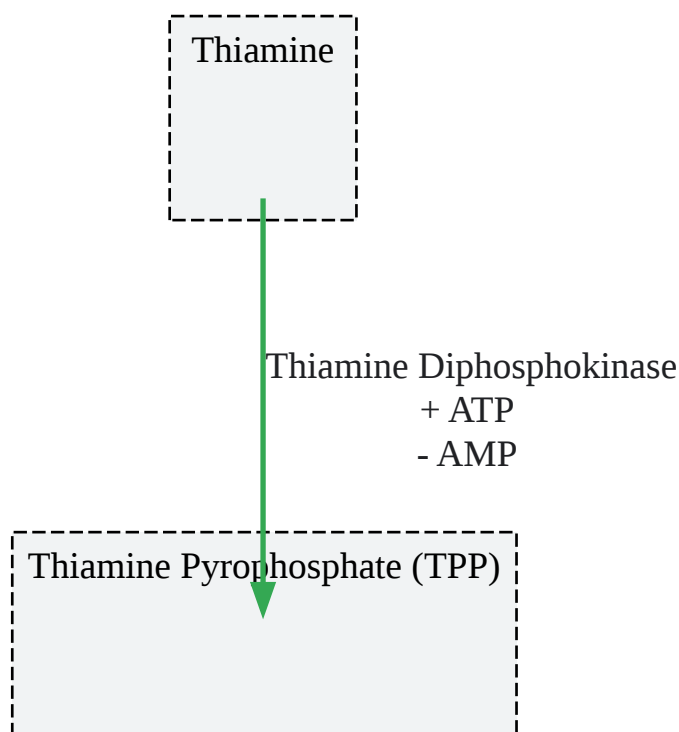 Thiamine
Thiamine Diphosphokinase
+ ATP
- AMP
Thiamine Pyrophosphate (TPP)